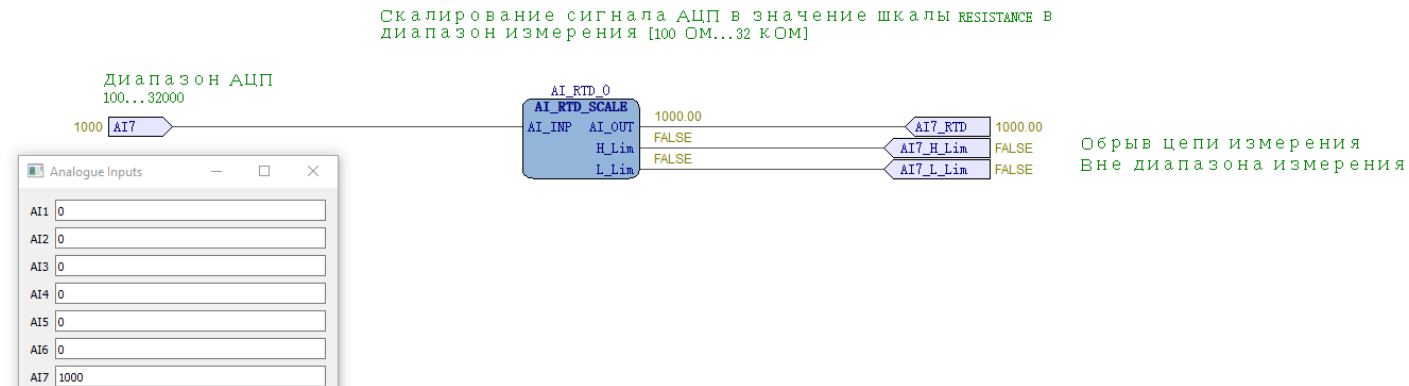 Скалирование сигнала АЦП в значение шкалы RESISTANCE в
диапазон измерения [100 ОМ...32 КОМ]
Диапазон АЦП
100...32000
AI_RTD_0
AI_RTD_SCALE
1000 AI7
AI_INP AI_OUT 1000.00 AI7_RTD 1000.00
H_Lim FALSE AI7_H_Lim FALSE Обрыв цепи измерения
L_Lim FALSE AI7_L_Lim FALSE Вне диапазона измерения
Analogue Inputs
AI1 0
AI2 0
AI3 0
AI4 0
AI5 0
AI6 0
AI7 1000